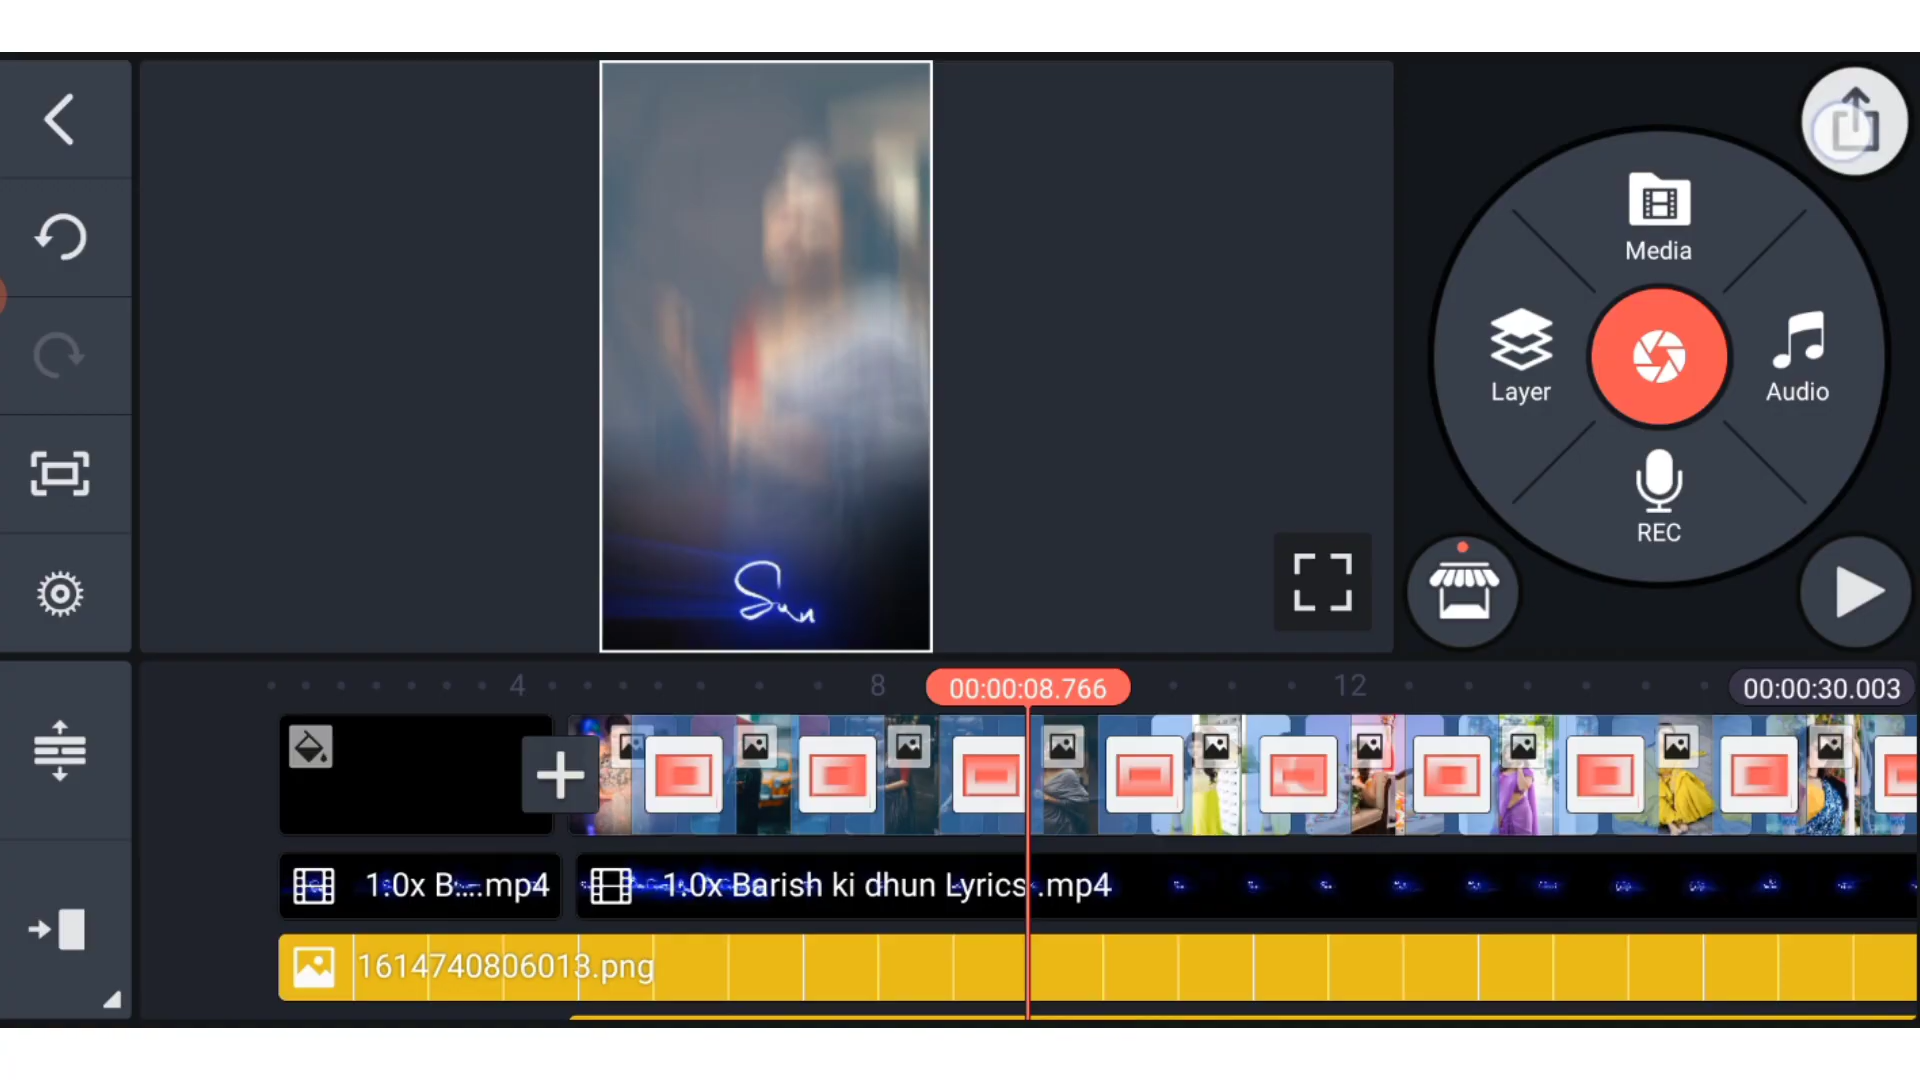 Media
Layer
Audio
REC
Sun
4
8
00:00:08.766
12
00:00:30.003
1.0x B....mp4
1.0x Barish ki dhun Lyrics .mp4
1614740806013.png